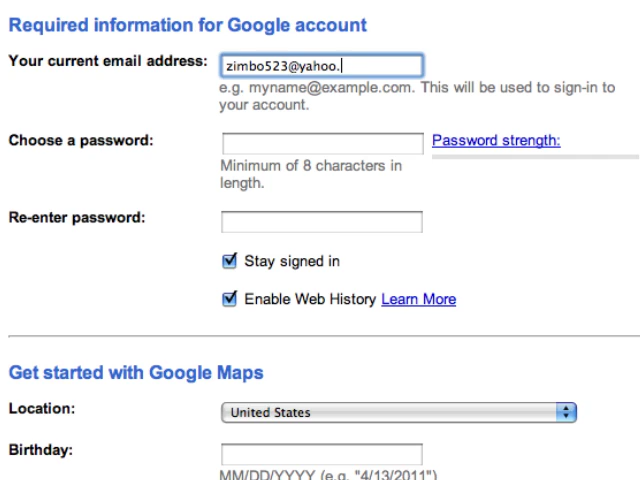 Required information for Google account
Your current email address: zimbo523@yahoo.
e.g. myname@example.com. This will be used to sign-in to
your account.
Choose a password: Password strength:
Minimum of 8 characters in
length.
Re-enter password:
Stay signed in
Enable Web History Learn More
Get started with Google Maps
Location: United States
Birthday:
MM/DD/YYYY (e.g. "4/13/2011")